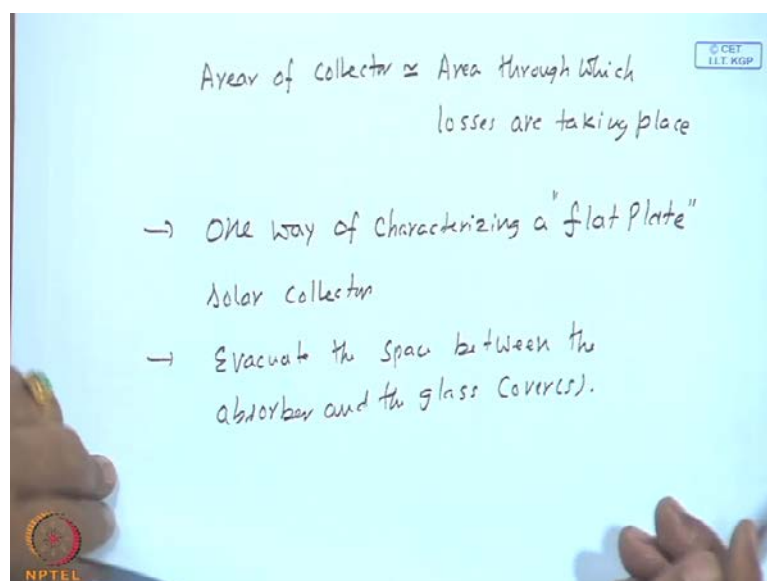 © CET
I.I.T. KGP
Arear of Collector ≃ Area through which
losses are taking place
→ One way of Characterizing a "flat Plate"
Solar Collector
→ Evacuate the Space between the
absorber and the glass Cover(s).
NPTEL